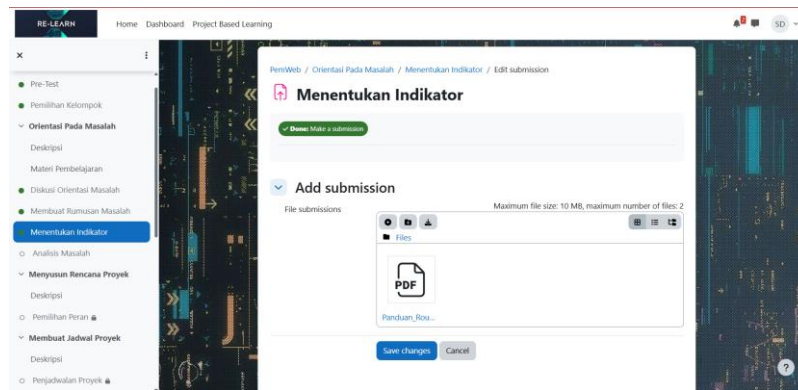 RE-LEARN
Home Dashboard Project Based Learning
SD
Pre-Test
Pemilihan Kelompok
Orientasi Pada Masalah
Deskripsi
Materi Pembelajaran
Diskusi Orientasi Masalah
Membuat Rumusan Masalah
Menentukan Indikator
Analisis Masalah
Menyusun Rencana Proyek
Deskripsi
Pemilihan Peran
Membuat Jadwal Proyek
Deskripsi
Penjadwalan Proyek
PemWeb / Orientasi Pada Masalah / Menentukan Indikator / Edit submission
Menentukan Indikator
Done: Make a submission
Add submission
File submissions
Maximum file size: 10 MB, maximum number of files: 2
Files
PDF
Panduan_Rou...
Save changes Cancel
?